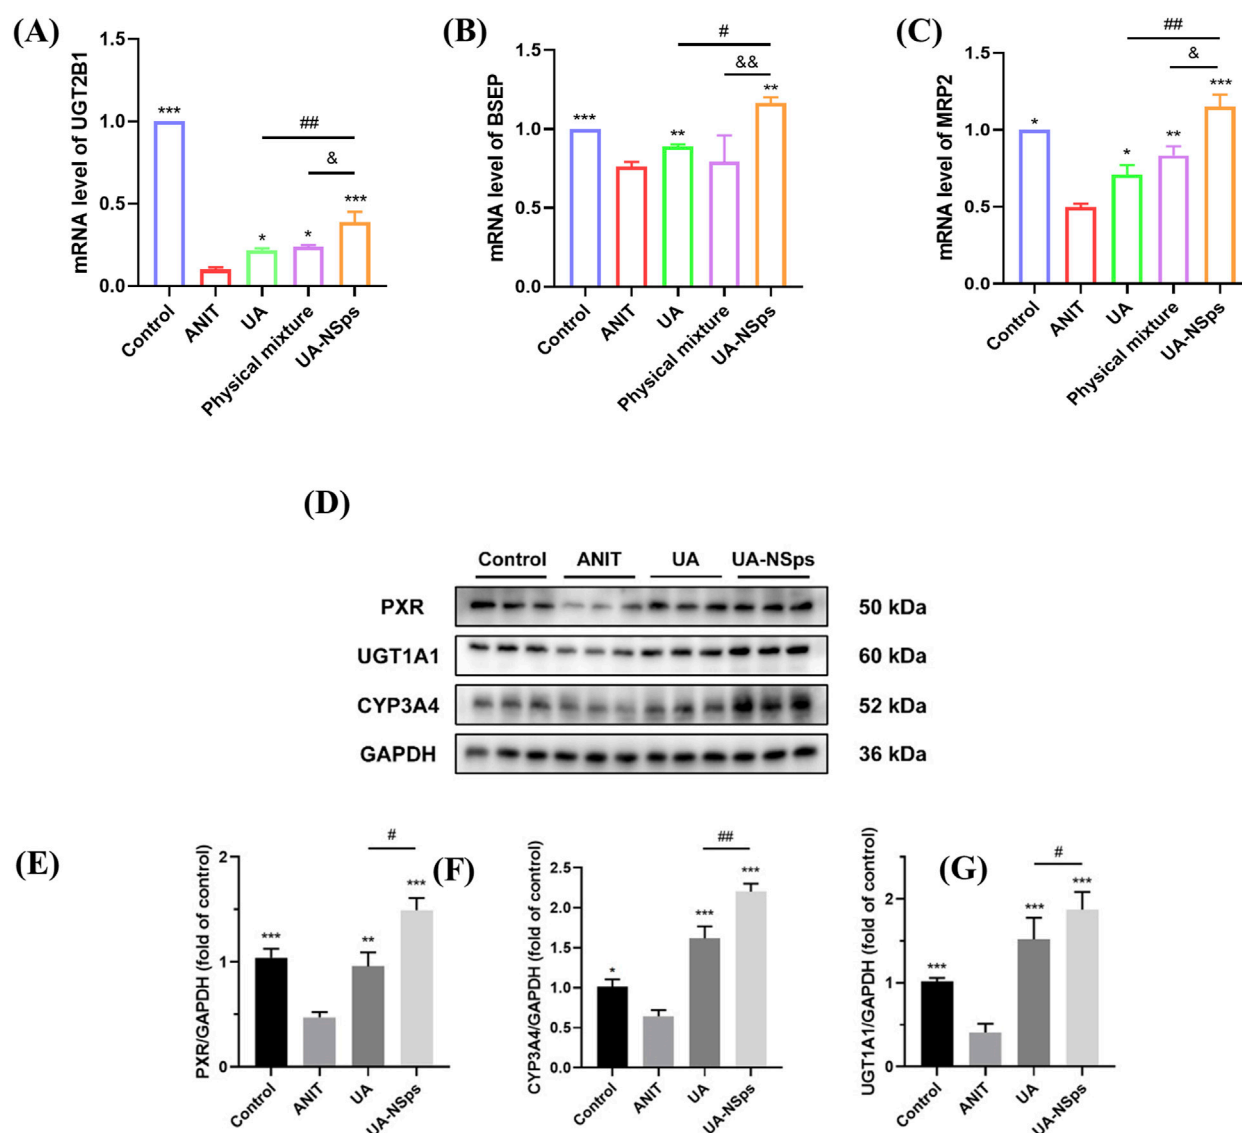 (A)
mRNA level of UGT2B1
1.5
1.0
0.5
0.0
***
*
*
***
##
&
Control
ANIT
UA
Physical mixture
UA-NSps
(B)
mRNA level of BSEP
1.5
1.0
0.5
0.0
***
**
**
#
&&
Control
ANIT
UA
Physical mixture
UA-NSps
(C)
mRNA level of MRP2
1.5
1.0
0.5
0.0
*
*
**
***
##
&
Control
ANIT
UA
Physical mixture
UA-NSps
(D)
Control ANIT UA UA-NSps
PXR 50 kDa
UGT1A1 60 kDa
CYP3A4 52 kDa
GAPDH 36 kDa
(E)
PXR/GAPDH (fold of control)
2
1
0
***
**
***
#
Control
ANIT
UA
UA-NSps
(F)
CYP3A4/GAPDH (fold of control)
2.5
2.0
1.5
1.0
0.5
0.0
*
***
***
##
Control
ANIT
UA
UA-NSps
(G)
UGT1A1/GAPDH (fold of control)
2
1
0
***
***
***
#
Control
ANIT
UA
UA-NSps